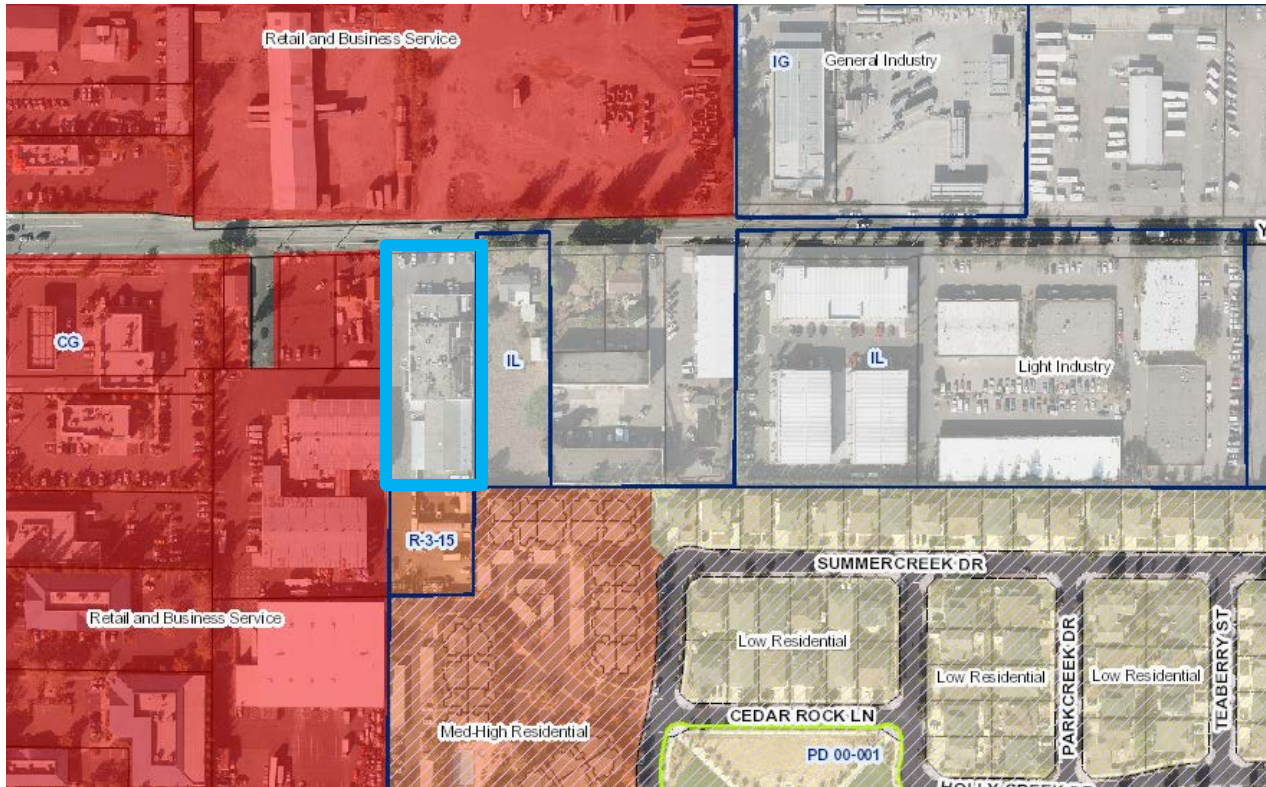 Retail and Business Service
IG
General Industry
Y
CG
IL
IL
Light Industry
R-3-15
SUMMERCREEK DR
Retail and Business Service
Low Residential
Low Residential
Low Residential
PARKCREEK DR
TEABERRY ST
CEDAR ROCK LN
Med-High Residential
PD 00-001